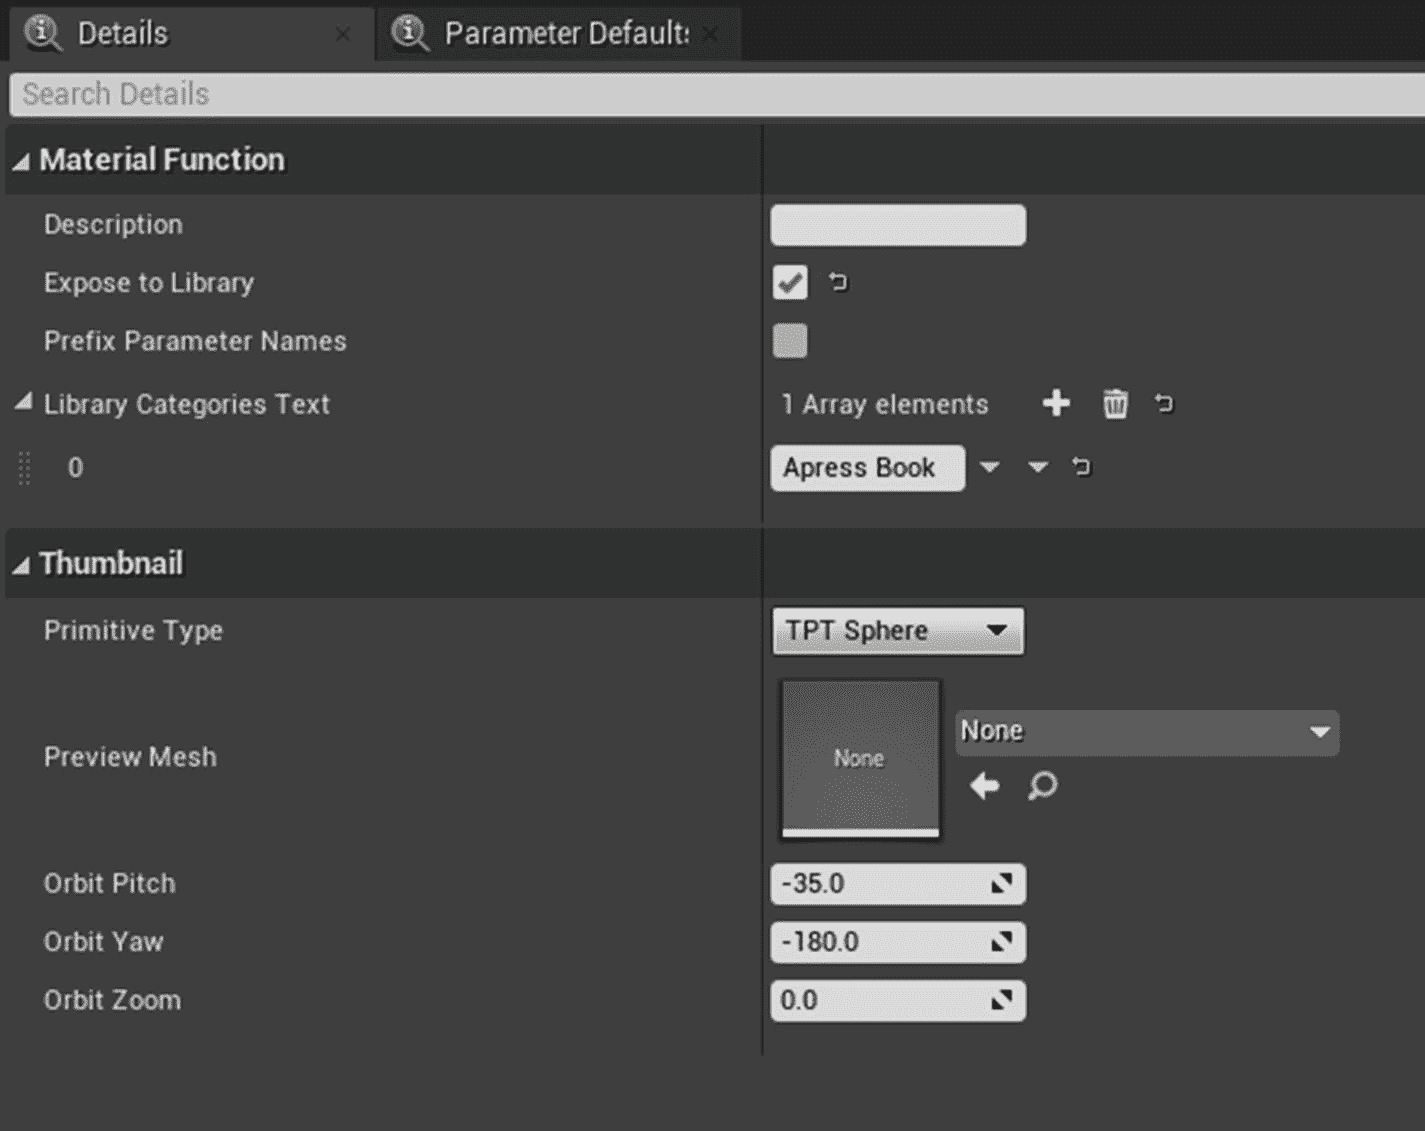 Details
Parameter Default
Search Details
Material Function
Description
Expose to Library
Prefix Parameter Names
Library Categories Text 1 Array elements
0 Apress Book
Thumbnail
Primitive Type TPT Sphere
None
Preview Mesh None
Orbit Pitch -35.0
Orbit Yaw -180.0
Orbit Zoom 0.0